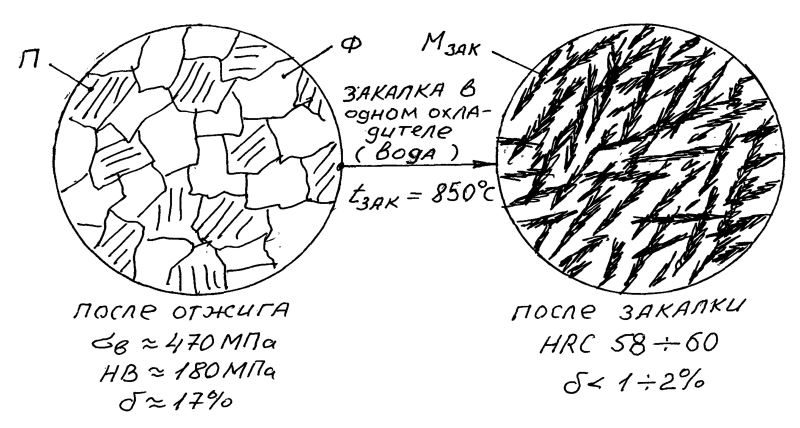 П
Ф
Mзак
ЗАКАЛКА В
ОДНОМ ОХЛА-
ДИТЕЛЕ
(ВОДА)
tзак = 850°С
ПОСЛЕ ОТЖИГА
σв ≈ 470 МПа
НВ ≈ 180 МПа
δ ≈ 17%
ПОСЛЕ ЗАКАЛКИ
HRC 58 ÷ 60
δ < 1 ÷ 2%